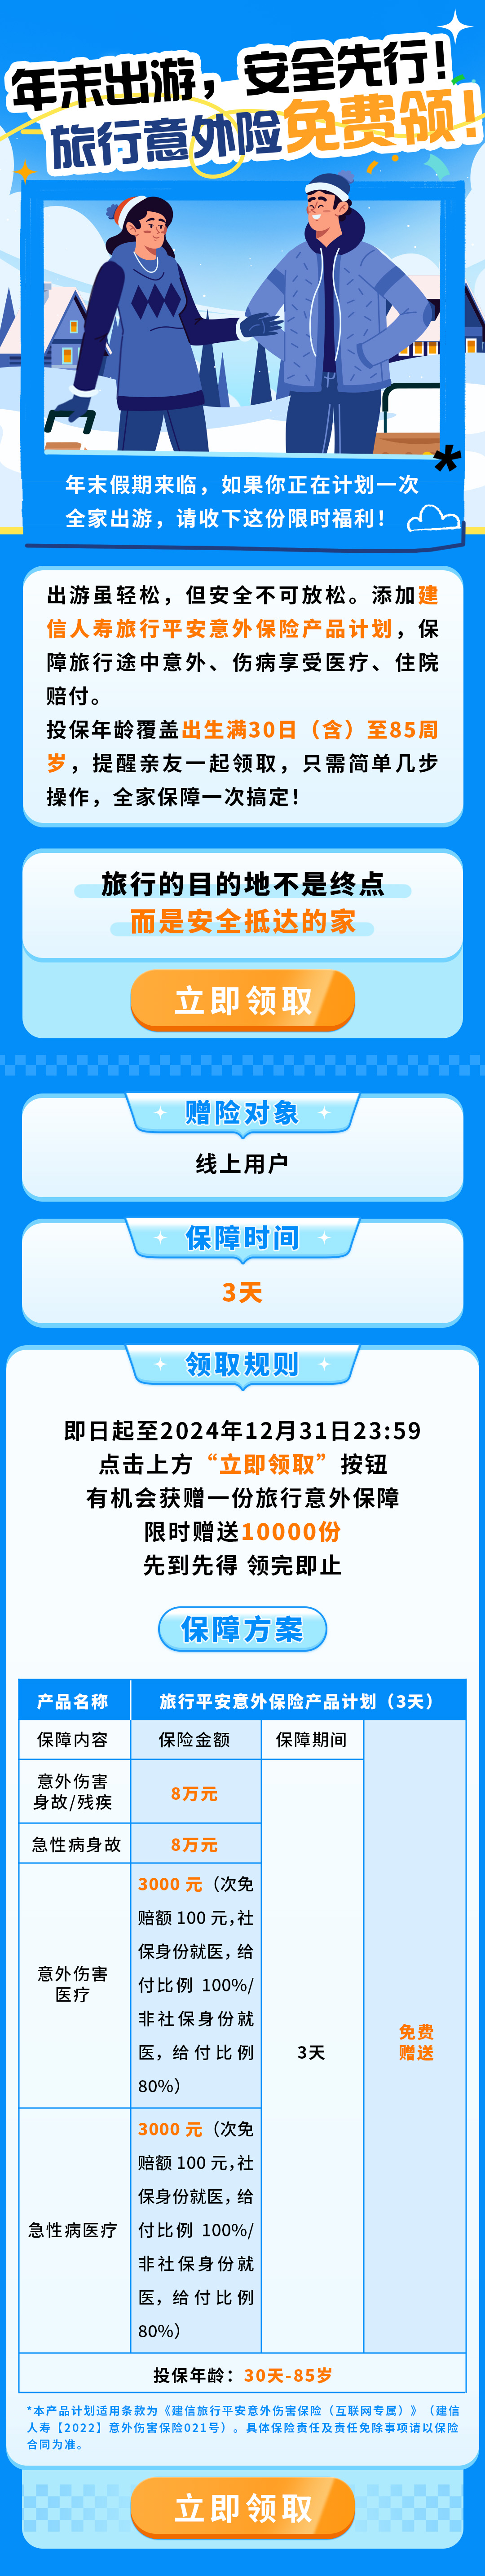 年末出游，安全先行！
旅行意外险免费领！
年末假期来临，如果你正在计划一次
全家出游，请收下这份限时福利！
出游虽轻松，但安全不可放松。添加建
信人寿旅行平安意外保险产品计划，保
障旅行途中意外、伤病享受医疗、住院
赔付。
投保年龄覆盖出生满30日（含）至85周
岁，提醒亲友一起领取，只需简单几步
操作，全家保障一次搞定！
旅行的目的地不是终点
而是安全抵达的家
立即领取
赠险对象
线上用户
保障时间
3天
领取规则
即日起至2024年12月31日23:59
点击上方“立即领取”按钮
有机会获赠一份旅行意外保障
限时赠送10000份
先到先得 领完即止
保障方案
产品名称 旅行平安意外保险产品计划（3天）
保障内容 保险金额 保障期间
意外伤害
身故/残疾
8万元
急性病身故 8万元
意外伤害
医疗
3000 元（次免
赔额 100 元，社
保身份就医，给
付比例 100%/
非社保身份就
医，给付比例
80%）
3天
免费
赠送
急性病医疗
3000 元（次免
赔额 100 元，社
保身份就医，给
付比例 100%/
非社保身份就
医，给付比例
80%）
投保年龄：30天-85岁
*本产品计划适用条款为《建信旅行平安意外伤害保险（互联网专属）》（建信
人寿【2022】意外伤害保险021号）。具体保险责任及责任免除事项请以保险
合同为准。
立即领取